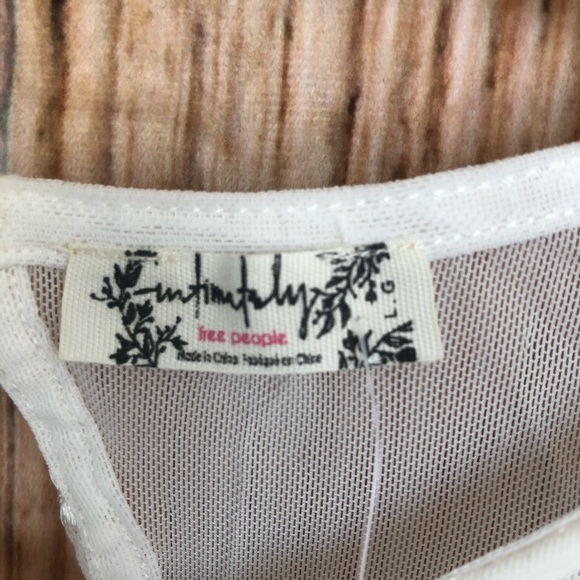 intimately
free people
Made in China Fabriqué en Chine
L.G